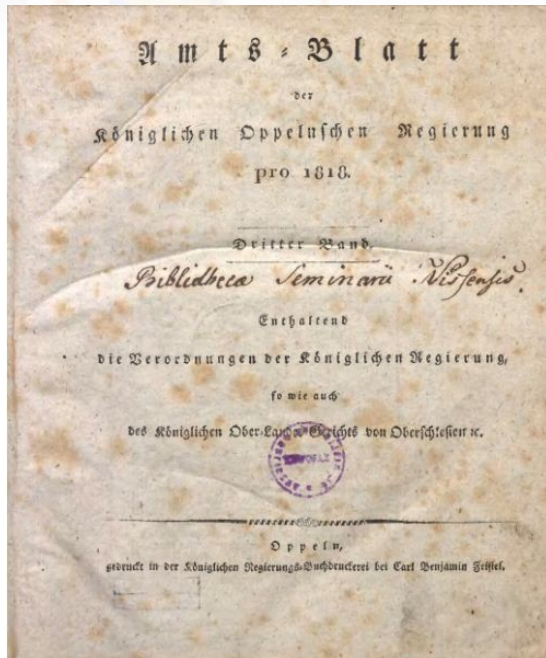 Amts-Blatt
der
Königlichen Oppelnschen Regierung
pro 1818.
Dritter Band.
Bibliotheca Seminarii Nissensis
Enthaltend
die Verordnungen der Königlichen Regierung,
so wie auch
des Königlichen Ober-Landes-Gerichts von Oberschlesien ꝛc.
Oppeln,
gedruckt in der Königlichen Regierungs-Buchdruckerei bei Carl Benjamin Feistel.